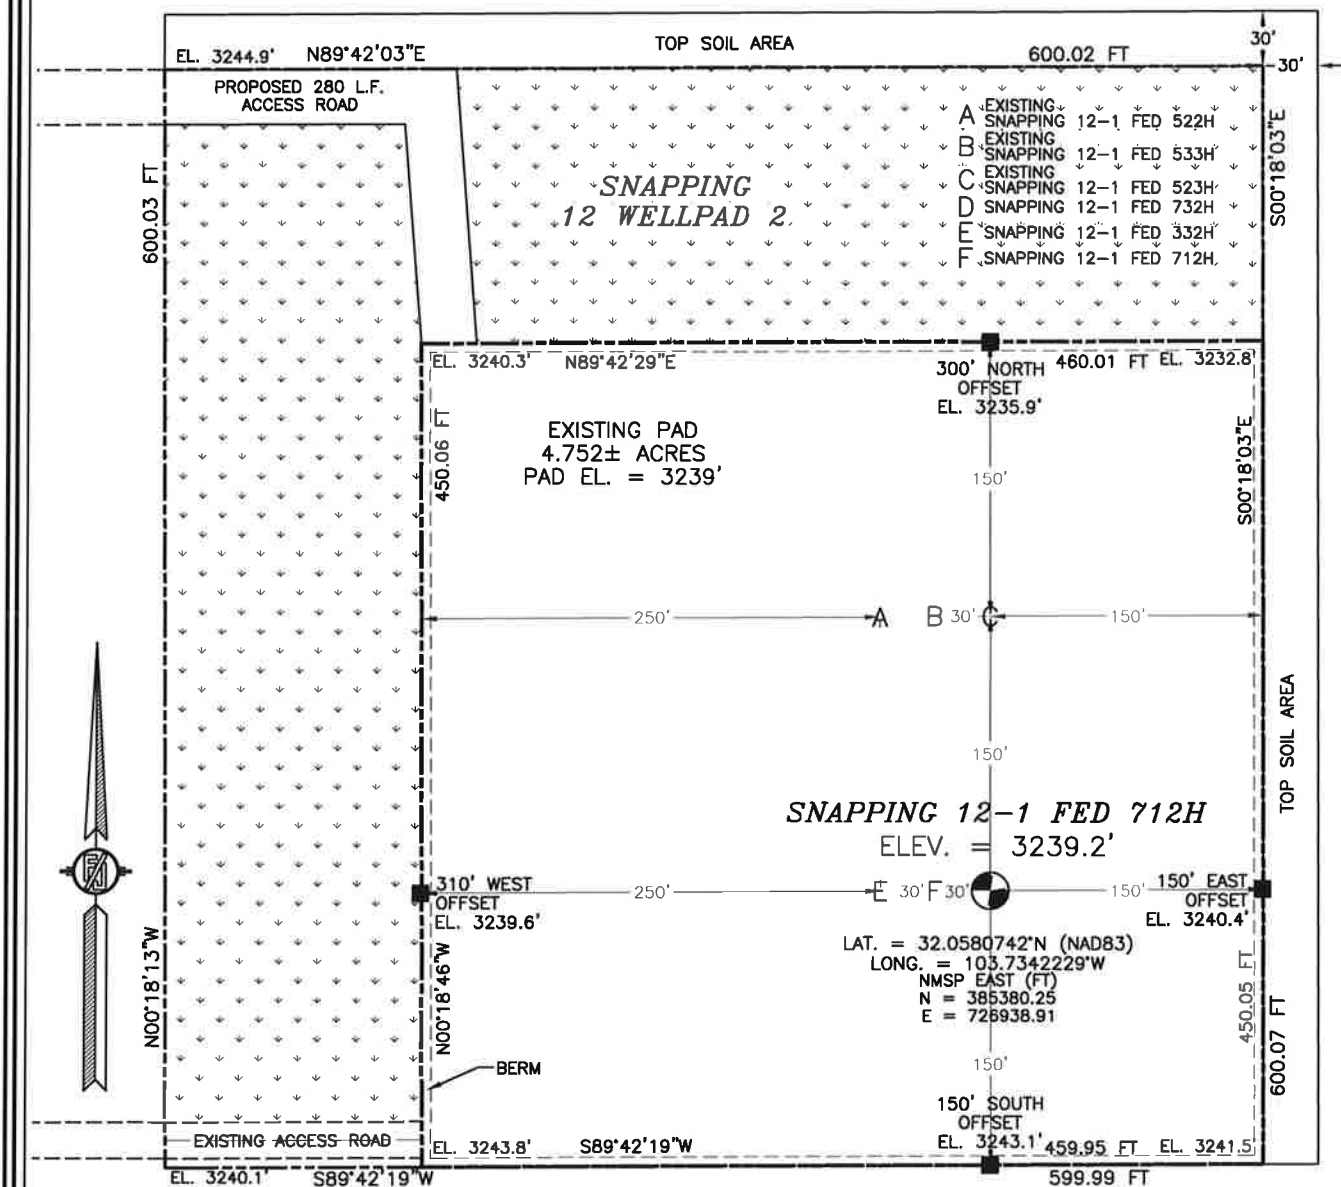 TOP SOIL AREA
30'
EL. 3244.9' N89°42'03"E
600.02 FT
30'
PROPOSED 280 L.F.
ACCESS ROAD
600.03 FT
S00°18'03"E
SNAPPING
12 WELLPAD 2
A EXISTING
SNAPPING 12-1 FED 522H
B EXISTING
SNAPPING 12-1 FED 533H
C EXISTING
SNAPPING 12-1 FED 523H
D SNAPPING 12-1 FED 732H
E SNAPPING 12-1 FED 332H
F SNAPPING 12-1 FED 712H
EL. 3240.3' N89°42'29"E
460.01 FT EL. 3232.8'
300' NORTH
OFFSET
EL. 3235.9'
450.06 FT
EXISTING PAD
4.752± ACRES
PAD EL. = 3239'
150'
S00°18'03"E
250' A B 30' C 150'
150'
TOP SOIL AREA
SNAPPING 12-1 FED 712H
ELEV. = 3239.2'
310' WEST
OFFSET
EL. 3239.6'
250' E 30' F 30' 150'
150' EAST
OFFSET
EL. 3240.4'
LAT. = 32.0580742°N (NAD83)
LONG. = 103.7342229°W
NMSP EAST (FT)
N = 385380.25
E = 726938.91
N00°18'13"W
N00°18'46"W
450.05 FT
600.07 FT
BERM
150'
150' SOUTH
OFFSET
EL. 3243.1'
EXISTING ACCESS ROAD
EL. 3243.8' S89°42'19"W
459.95 FT EL. 3241.5
EL. 3240.1' S89°42'19"W
599.99 FT